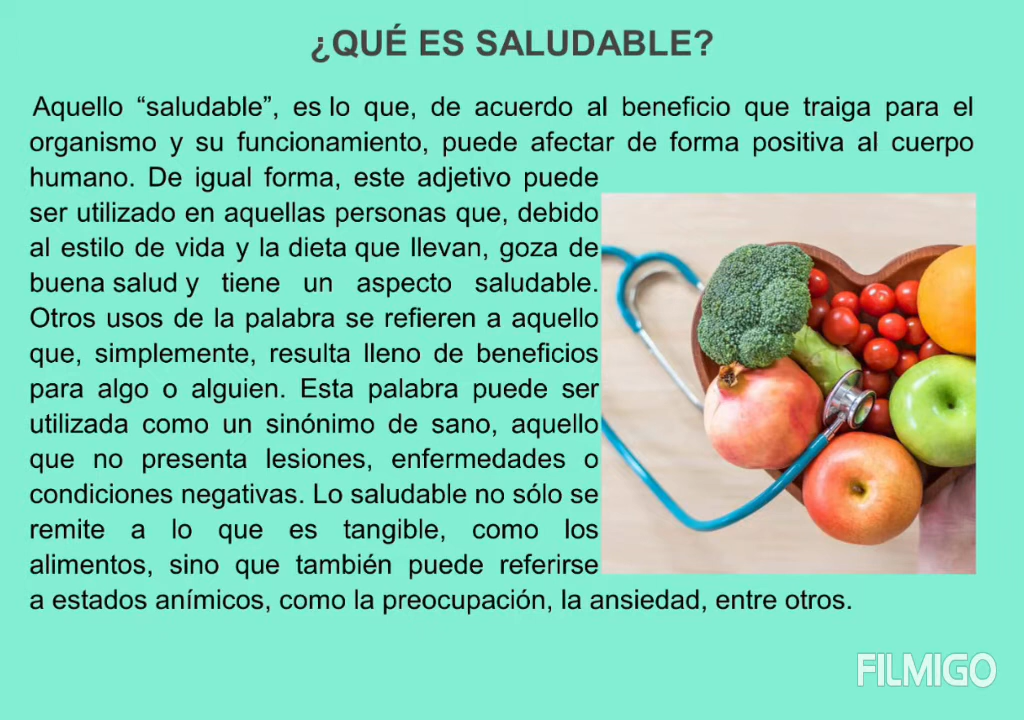 ¿QUÉ ES SALUDABLE?
Aquello “saludable”, es lo que, de acuerdo al beneficio que traiga para el
organismo y su funcionamiento, puede afectar de forma positiva al cuerpo
humano. De igual forma, este adjetivo puede
ser utilizado en aquellas personas que, debido
al estilo de vida y la dieta que llevan, goza de
buena salud y tiene un aspecto saludable.
Otros usos de la palabra se refieren a aquello
que, simplemente, resulta lleno de beneficios
para algo o alguien. Esta palabra puede ser
utilizada como un sinónimo de sano, aquello
que no presenta lesiones, enfermedades o
condiciones negativas. Lo saludable no sólo se
remite a lo que es tangible, como los
alimentos, sino que también puede referirse
a estados anímicos, como la preocupación, la ansiedad, entre otros.
FILMIGO